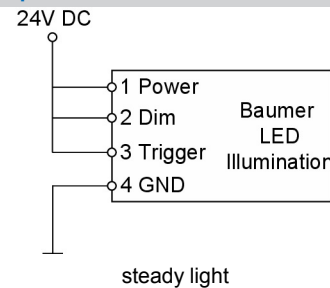 24V DC
1 Power
2 Dim
3 Trigger
4 GND
Baumer
LED
Illumination
steady light